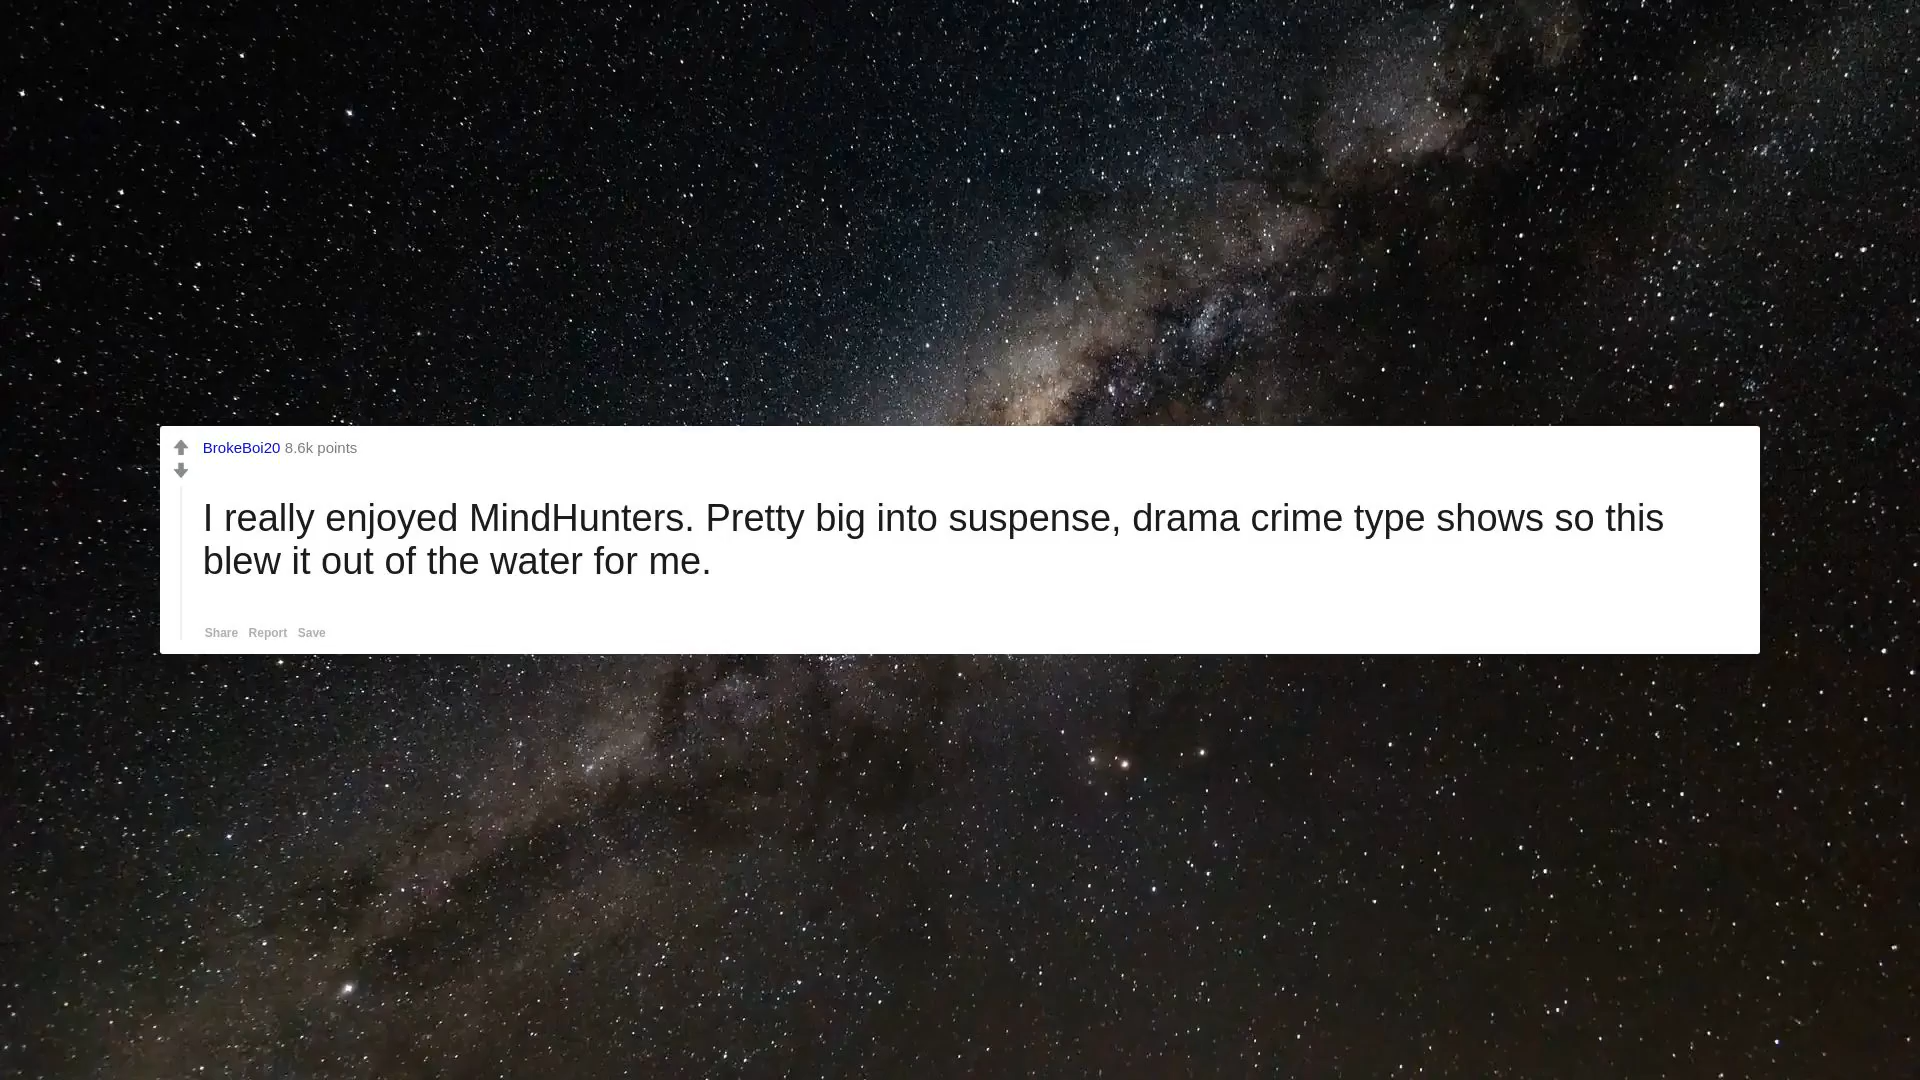 BrokeBoi20 8.6k points
I really enjoyed MindHunters. Pretty big into suspense, drama crime type shows so this
blew it out of the water for me.
Share Report Save